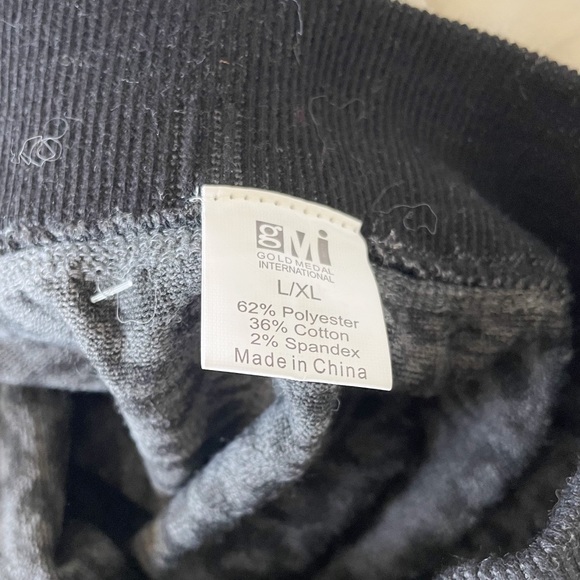 gMi
GOLD MEDAL
INTERNATIONAL
L/XL
62% Polyester
36% Cotton
2% Spandex
Made in China